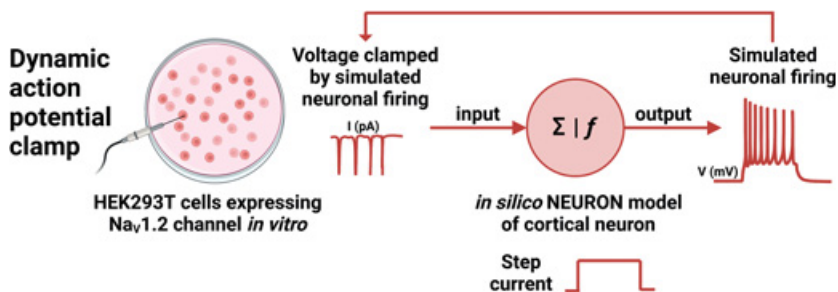 Dynamic
action
potential
clamp
HEK293T cells expressing
Naᵥ1.2 channel in vitro
Voltage clamped
by simulated
neuronal firing
I (pA)
input
Σ | f
output
in silico NEURON model
of cortical neuron
Step
current
Simulated
neuronal firing
V (mV)